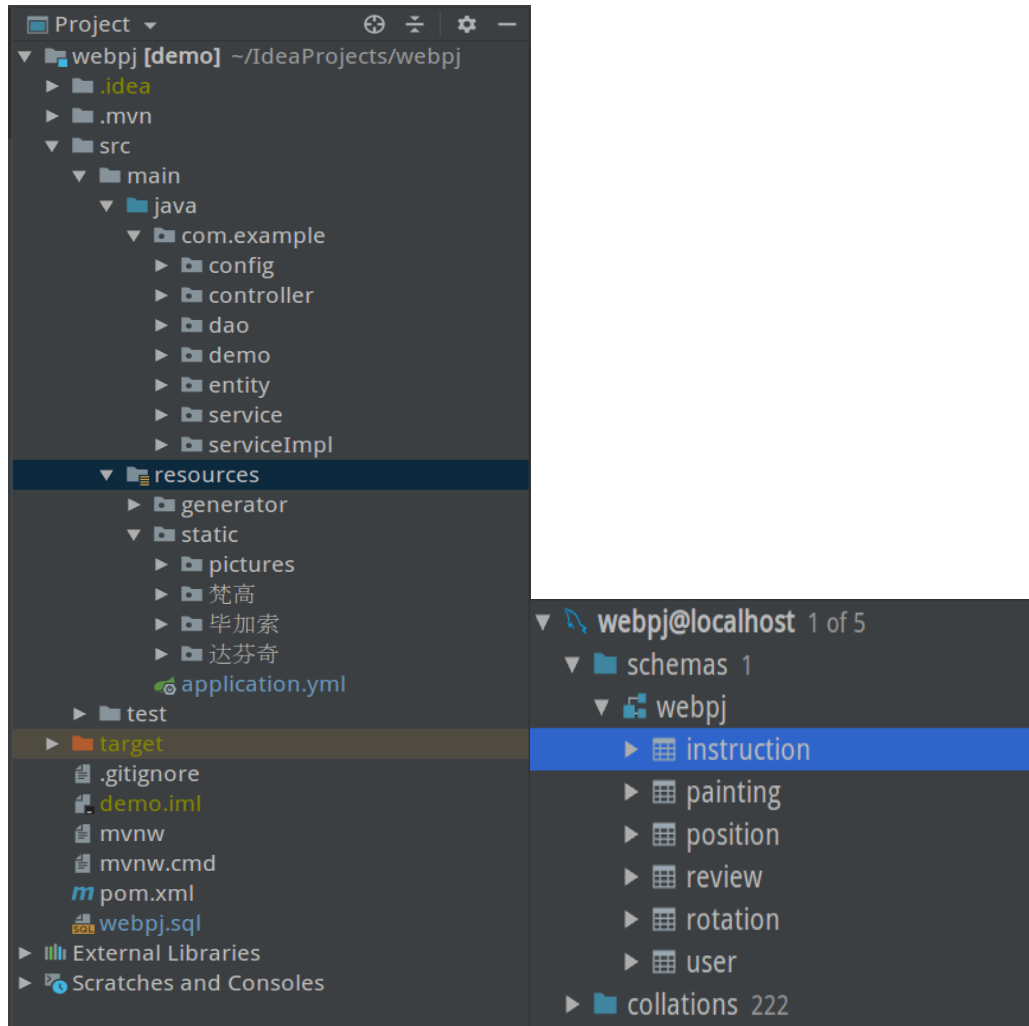 Project
webpj [demo] ~/IdeaProjects/webpj
.idea
.mvn
src
main
java
com.example
config
controller
dao
demo
entity
service
serviceImpl
resources
generator
static
pictures
梵高
毕加索
达芬奇
application.yml
test
target
.gitignore
demo.iml
mvnw
mvnw.cmd
m pom.xml
SQL webpj.sql
External Libraries
Scratches and Consoles
webpj@localhost 1 of 5
schemas 1
webpj
instruction
painting
position
review
rotation
user
collations 222